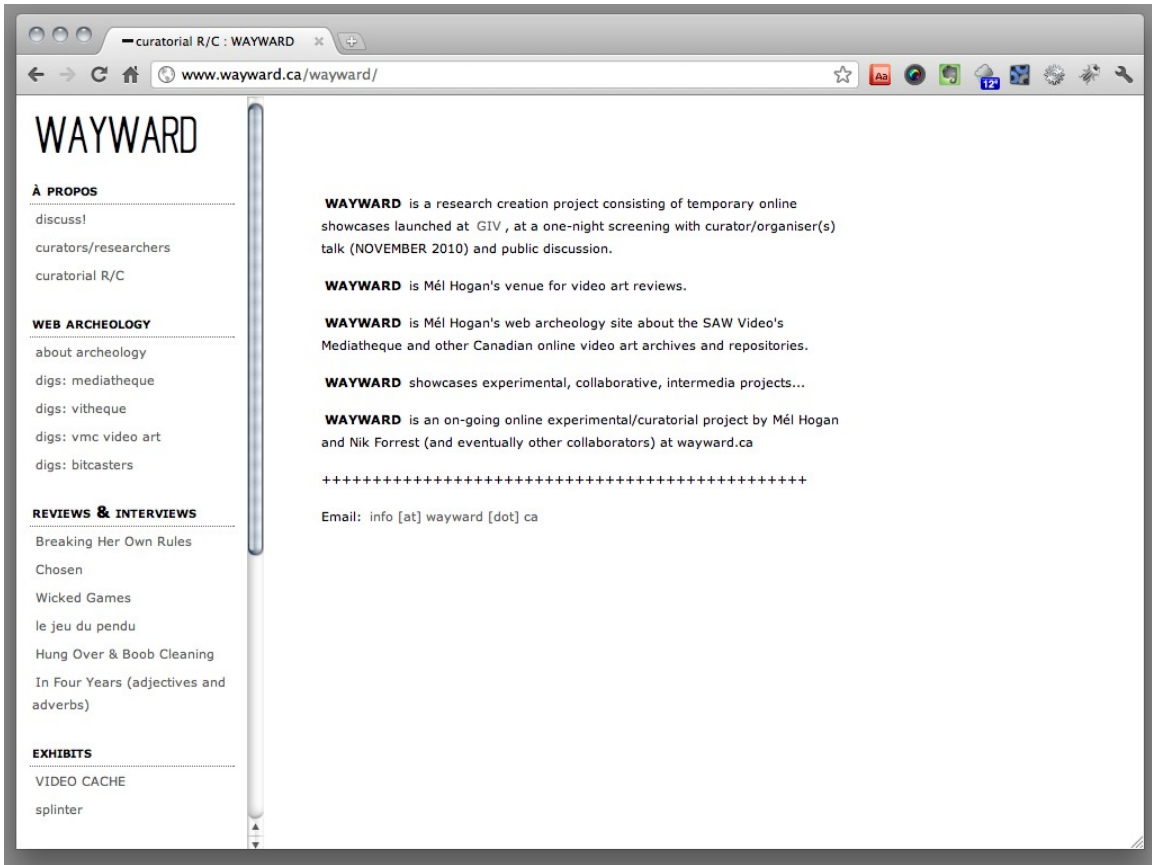 curatorial R/C : WAYWARD
www.wayward.ca/wayward/
Aa
12°
WAYWARD
À PROPOS
discuss!
curators/researchers
curatorial R/C
WEB ARCHEOLOGY
about archeology
digs: mediatheque
digs: vitheque
digs: vmc video art
digs: bitcasters
REVIEWS & INTERVIEWS
Breaking Her Own Rules
Chosen
Wicked Games
le jeu du pendu
Hung Over & Boob Cleaning
In Four Years (adjectives and
adverbs)
EXHIBITS
VIDEO CACHE
splinter
WAYWARD is a research creation project consisting of temporary online
showcases launched at GIV , at a one-night screening with curator/organiser(s)
talk (NOVEMBER 2010) and public discussion.
WAYWARD is Mél Hogan's venue for video art reviews.
WAYWARD is Mél Hogan's web archeology site about the SAW Video's
Mediatheque and other Canadian online video art archives and repositories.
WAYWARD showcases experimental, collaborative, intermedia projects...
WAYWARD is an on-going online experimental/curatorial project by Mél Hogan
and Nik Forrest (and eventually other collaborators) at wayward.ca
++++++++++++++++++++++++++++++++++++++++++++++++
Email: info [at] wayward [dot] ca